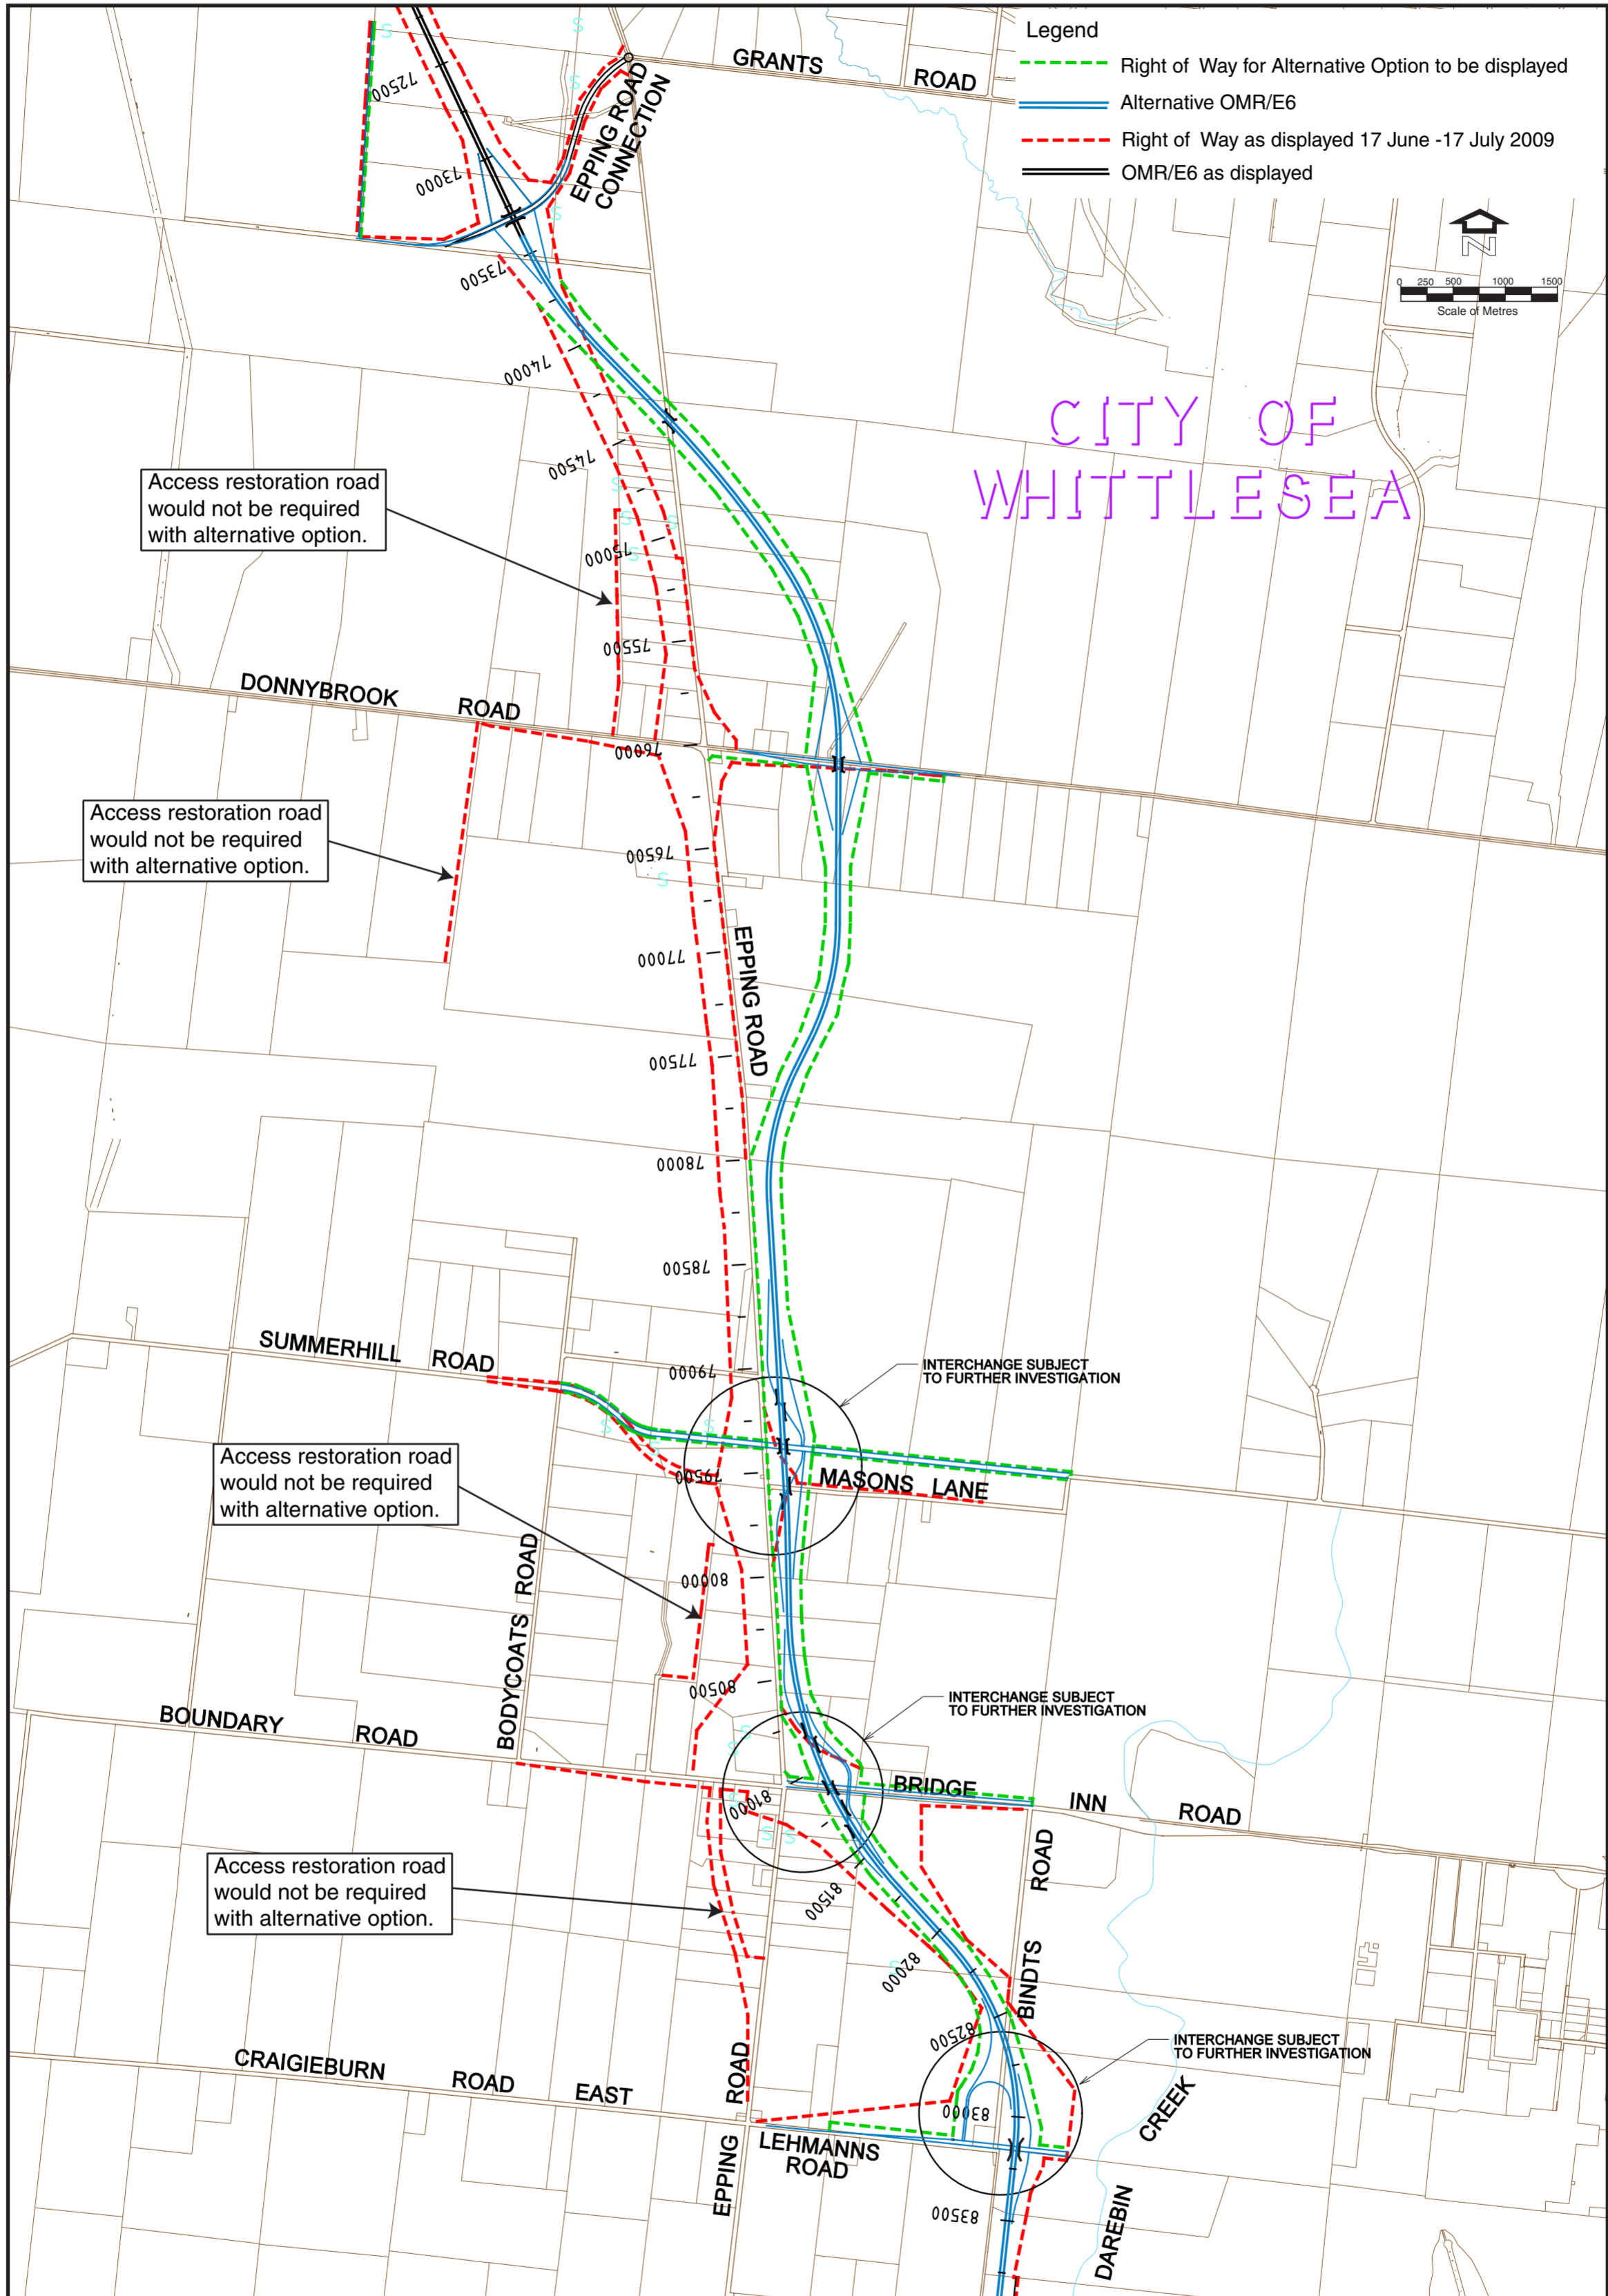 Legend
Right of Way for Alternative Option to be displayed
Alternative OMR/E6
Right of Way as displayed 17 June -17 July 2009
OMR/E6 as displayed
N
0 250 500 1000 1500
Scale of Metres
GRANTS ROAD
EPPING ROAD
CONNECTION
S
S
S
S
72500
73000
73500
74000
CITY OF
WHITTLESEA
74500
Access restoration road
would not be required
with alternative option.
S
S
S
S
75000
75500
DONNYBROOK ROAD
76000
Access restoration road
would not be required
with alternative option.
76500
S
EPPING ROAD
77000
77500
78000
78500
SUMMERHILL ROAD
79000
INTERCHANGE SUBJECT
TO FURTHER INVESTIGATION
S
S
S
Access restoration road
would not be required
with alternative option.
79500
MASONS LANE
80000
BODYCOATS ROAD
80500
INTERCHANGE SUBJECT
TO FURTHER INVESTIGATION
BOUNDARY ROAD
S
S
BRIDGE INN ROAD
81000
S
S
S
Access restoration road
would not be required
with alternative option.
81500
BINDTS ROAD
S
82000
82500
INTERCHANGE SUBJECT
TO FURTHER INVESTIGATION
CRAIGIEBURN ROAD EAST
83000
EPPING ROAD
LEHMANNS
ROAD
DAREBIN CREEK
83500